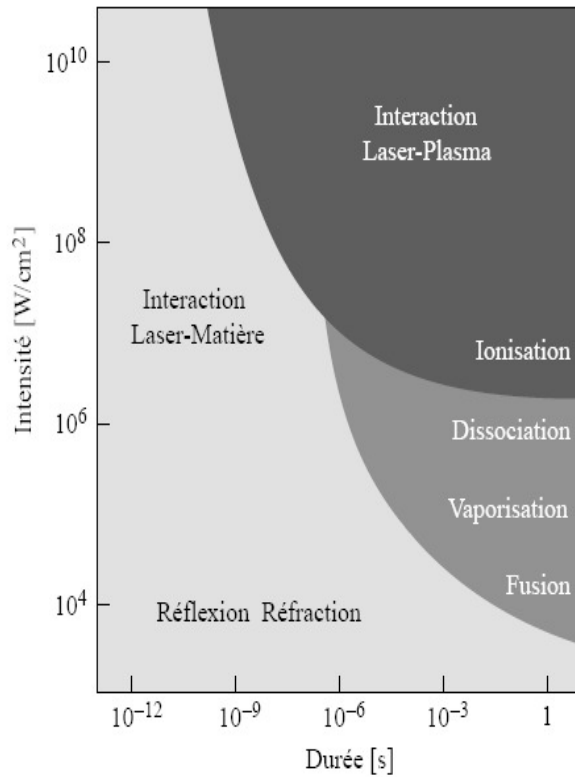 10¹⁰
Interaction
Laser-Plasma
10⁸
Interaction
Laser-Matière
Ionisation
Intensité [W/cm²]
10⁶
Dissociation
Vaporisation
Fusion
10⁴
Réflexion Réfraction
10⁻¹² 10⁻⁹ 10⁻⁶ 10⁻³ 1
Durée [s]